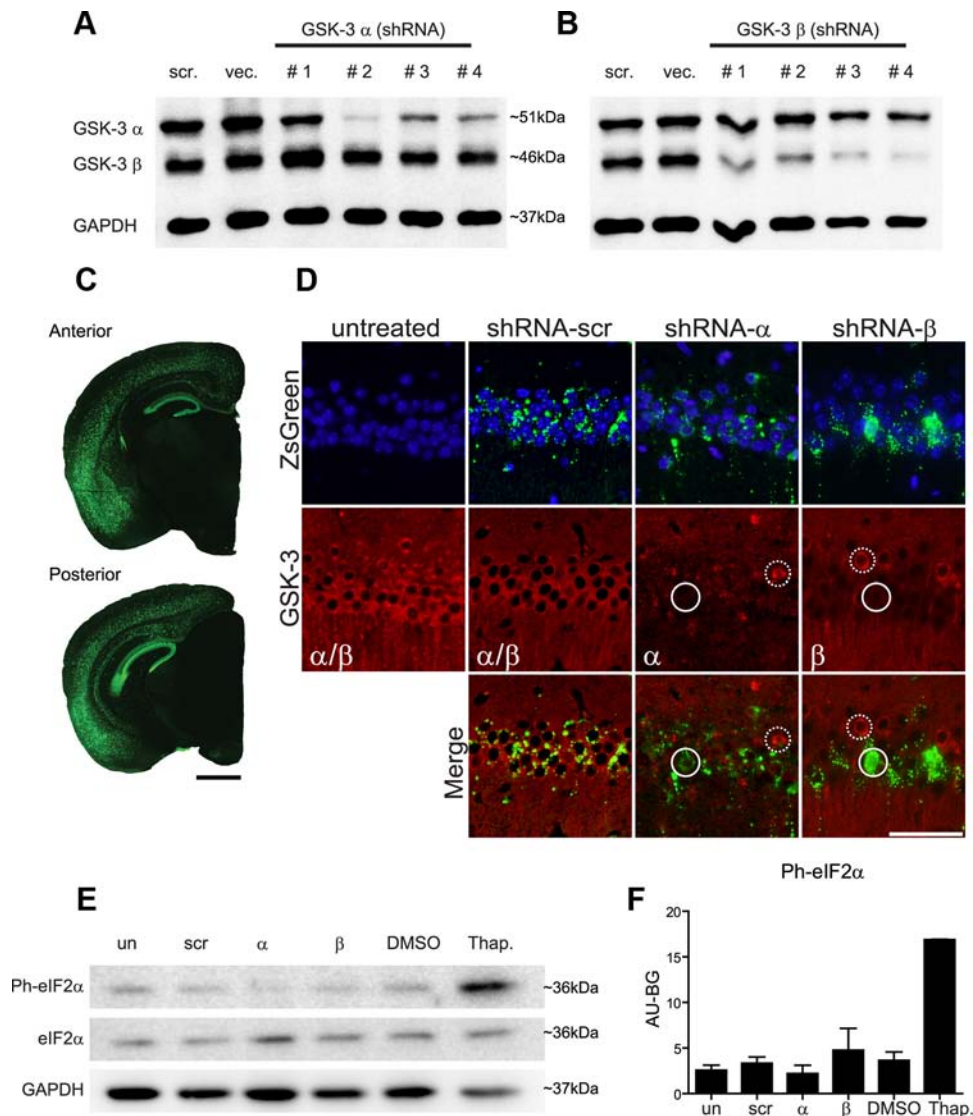 A
GSK-3 α (shRNA)
scr. vec. # 1 # 2 # 3 # 4
GSK-3 α
~51kDa
GSK-3 β
~46kDa
GAPDH
~37kDa
B
GSK-3 β (shRNA)
scr. vec. # 1 # 2 # 3 # 4
C
Anterior
Posterior
D
untreated shRNA-scr shRNA-α shRNA-β
ZsGreen
GSK-3
α/β α/β α β
Merge
E
un scr α β DMSO Thap.
Ph-eIF2α
~36kDa
eIF2α
~36kDa
GAPDH
~37kDa
F
Ph-eIF2α
AU-BG
20
15
10
5
0
un scr α β DMSO Thap.